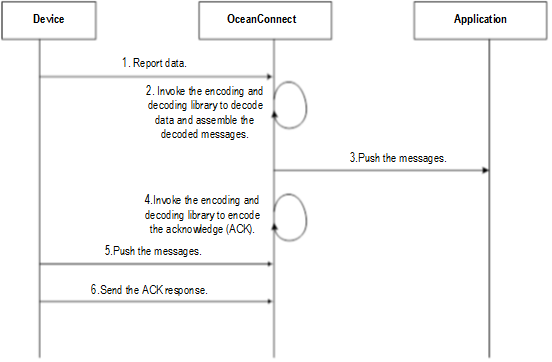 Device
OceanConnect
Application
1. Report data.
2. Invoke the encoding and
decoding library to decode
data and assemble the
decoded messages.
3.Push the messages.
4.Invoke the encoding and
decoding library to encode
the acknowledge (ACK).
5.Push the messages.
6.Send the ACK response.